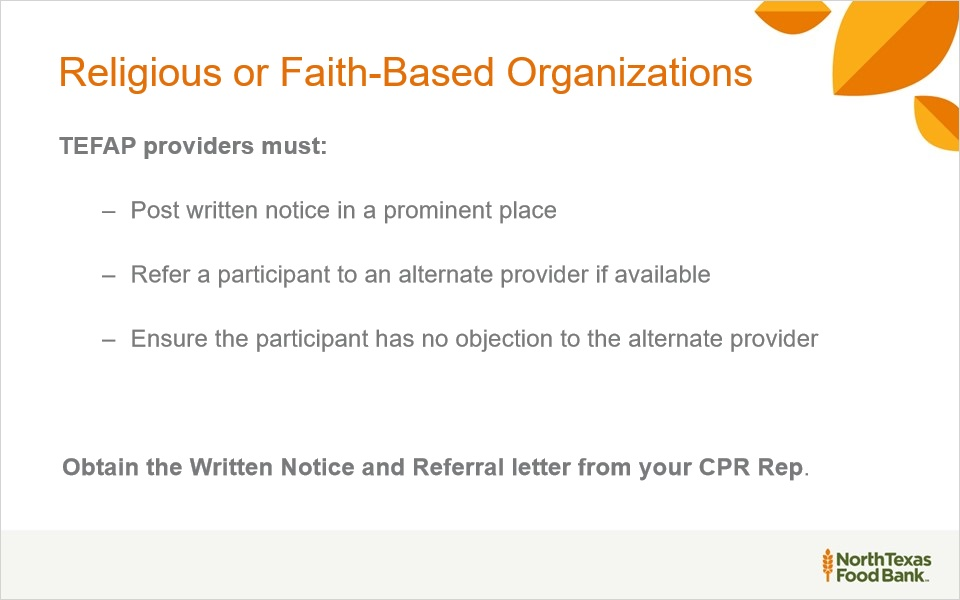 Religious or Faith-Based Organizations
TEFAP providers must:
– Post written notice in a prominent place
– Refer a participant to an alternate provider if available
– Ensure the participant has no objection to the alternate provider
Obtain the Written Notice and Referral letter from your CPR Rep.
North Texas
Food Bank